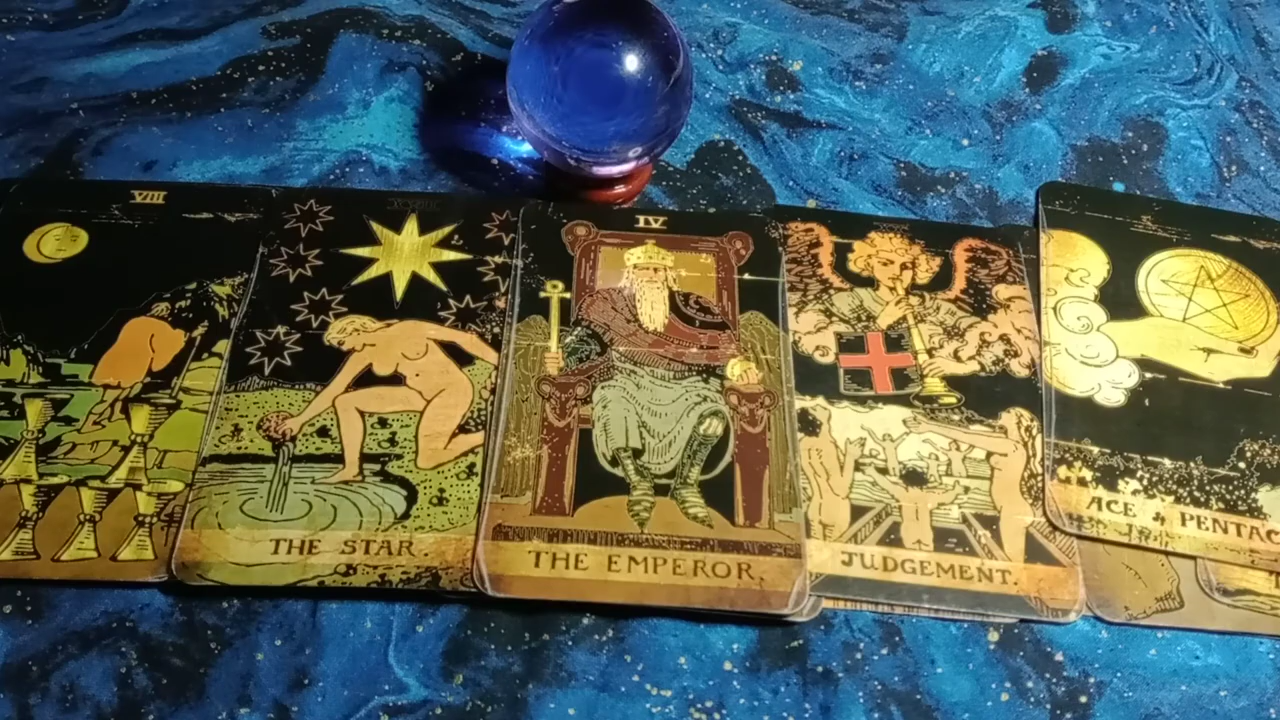 VIII
THE STAR.
IV
THE EMPEROR.
JUDGEMENT.
ACE & PENTAC